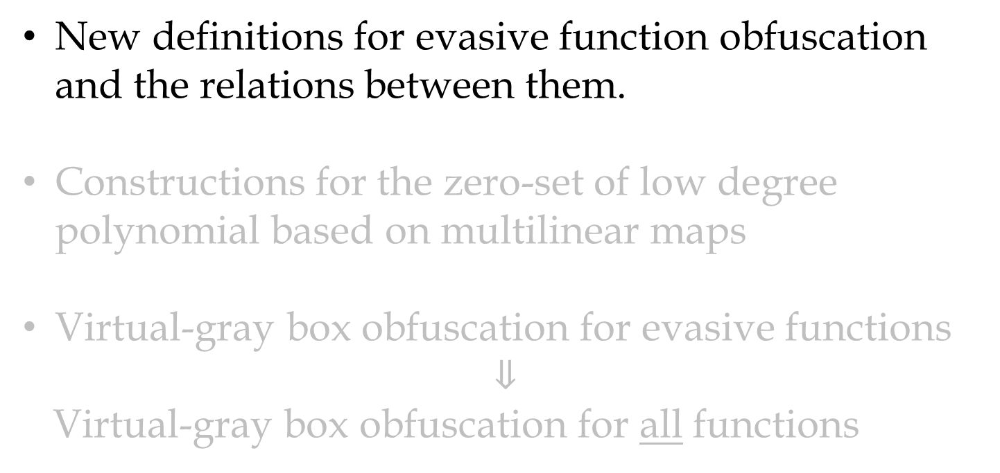 • New definitions for evasive function obfuscation
and the relations between them.
• Constructions for the zero-set of low degree
polynomial based on multilinear maps
• Virtual-gray box obfuscation for evasive functions
⇓
Virtual-gray box obfuscation for all functions